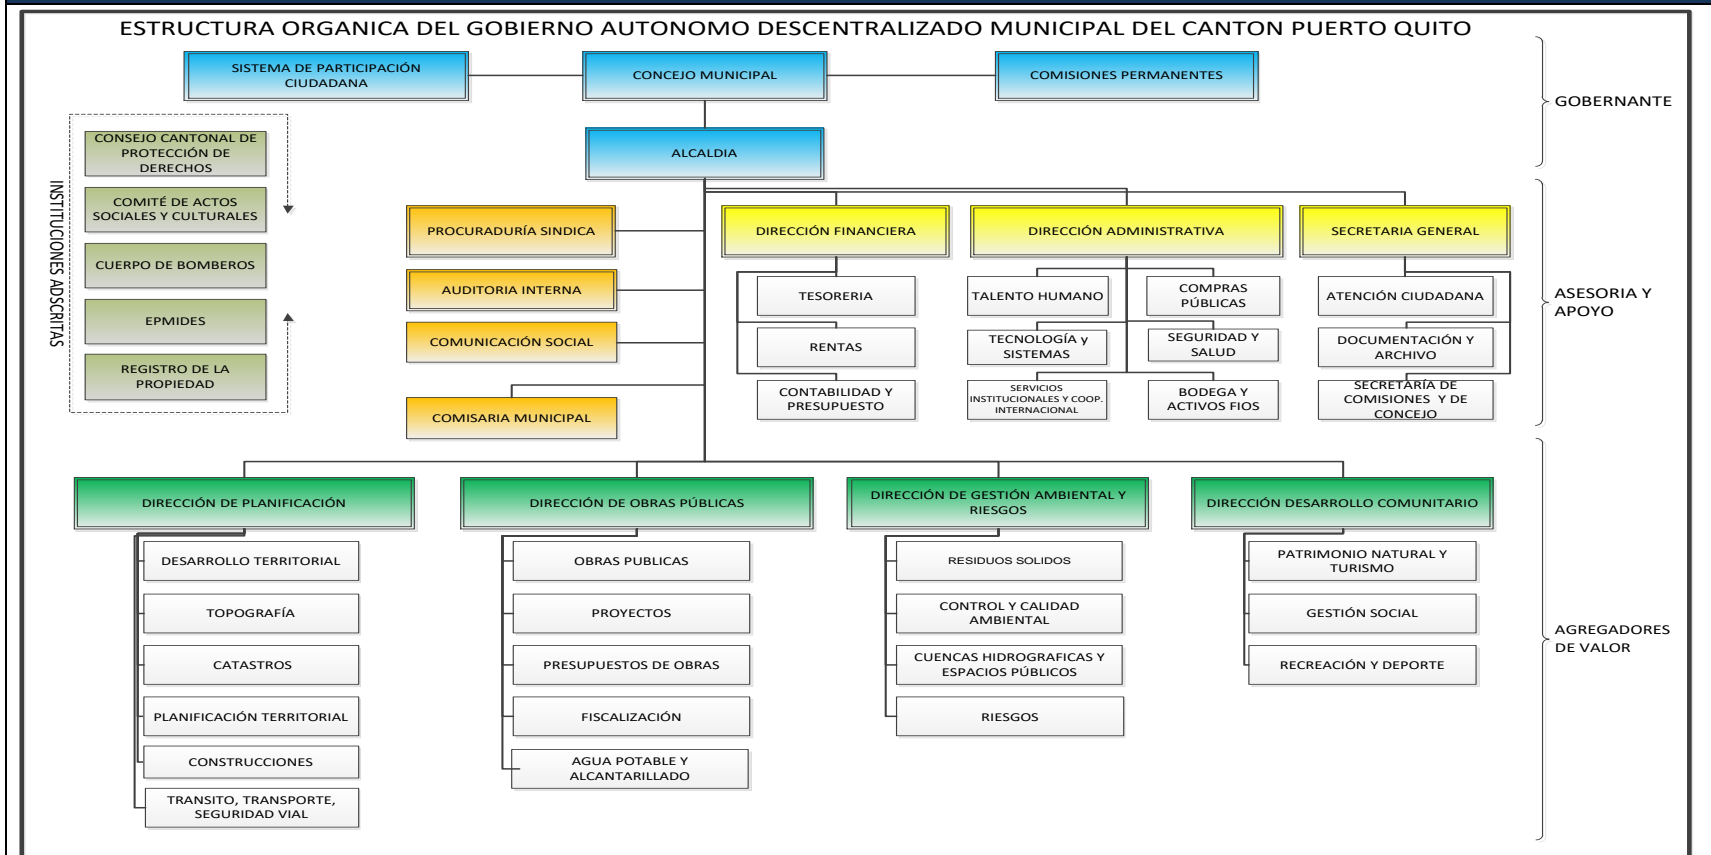 ESTRUCTURA ORGANICA DEL GOBIERNO AUTONOMO DESCENTRALIZADO MUNICIPAL DEL CANTON PUERTO QUITO
SISTEMA DE PARTICIPACIÓN
CIUDADANA
CONCEJO MUNICIPAL
COMISIONES PERMANENTES
GOBERNANTE
ALCALDIA
INSTITUCIONES ADSCRITAS
CONSEJO CANTONAL DE
PROTECCIÓN DE
DERECHOS
COMITÉ DE ACTOS
SOCIALES Y CULTURALES
CUERPO DE BOMBEROS
EPMIDES
REGISTRO DE LA
PROPIEDAD
PROCURADURÍA SINDICA
AUDITORIA INTERNA
COMUNICACIÓN SOCIAL
COMISARIA MUNICIPAL
DIRECCIÓN FINANCIERA
TESORERIA
RENTAS
CONTABILIDAD Y
PRESUPUESTO
DIRECCIÓN ADMINISTRATIVA
TALENTO HUMANO
COMPRAS
PÚBLICAS
TECNOLOGÍA y
SISTEMAS
SEGURIDAD Y
SALUD
SERVICIOS
INSTITUCIONALES Y COOP.
INTERNACIONAL
BODEGA Y
ACTIVOS FIOS
SECRETARIA GENERAL
ATENCIÓN CIUDADANA
DOCUMENTACIÓN Y
ARCHIVO
SECRETARÍA DE
COMISIONES Y DE
CONCEJO
ASESORIA Y
APOYO
DIRECCIÓN DE PLANIFICACIÓN
DESARROLLO TERRITORIAL
TOPOGRAFÍA
CATASTROS
PLANIFICACIÓN TERRITORIAL
CONSTRUCCIONES
TRANSITO, TRANSPORTE,
SEGURIDAD VIAL
DIRECCIÓN DE OBRAS PÚBLICAS
OBRAS PUBLICAS
PROYECTOS
PRESUPUESTOS DE OBRAS
FISCALIZACIÓN
AGUA POTABLE Y
ALCANTARILLADO
DIRECCIÓN DE GESTIÓN AMBIENTAL Y
RIESGOS
RESIDUOS SOLIDOS
CONTROL Y CALIDAD
AMBIENTAL
CUENCAS HIDROGRAFICAS Y
ESPACIOS PÚBLICOS
RIESGOS
DIRECCIÓN DESARROLLO COMUNITARIO
PATRIMONIO NATURAL Y
TURISMO
GESTIÓN SOCIAL
RECREACIÓN Y DEPORTE
AGREGADORES
DE VALOR